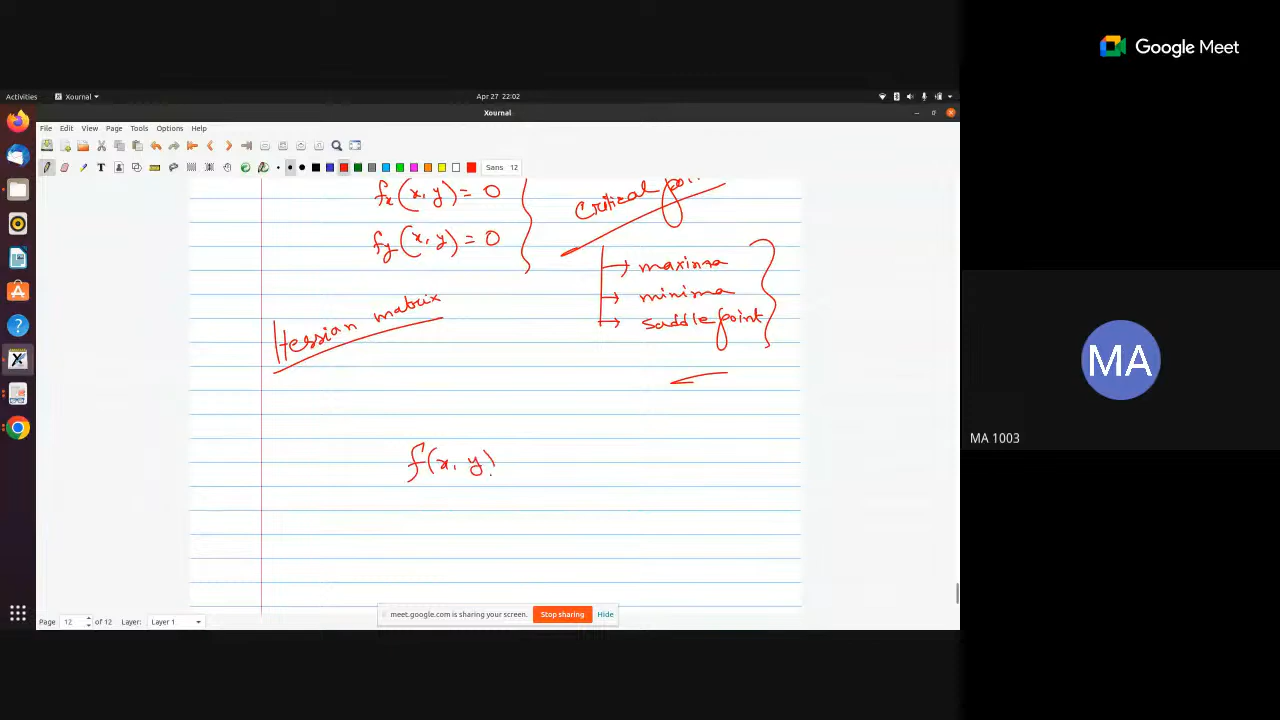 Google Meet
Activities
Xournal
Apr 27 22:02
Xournal
File Edit View Page Tools Options Help
Sans 12
fx(x, y) = 0
fy(x, y) = 0
Critical
maxima
minima
saddle point
Hessian matrix
f(x, y)
MA
MA 1003
meet.google.com is sharing your screen. Stop sharing Hide
Page 12 of 12 Layer: Layer 1